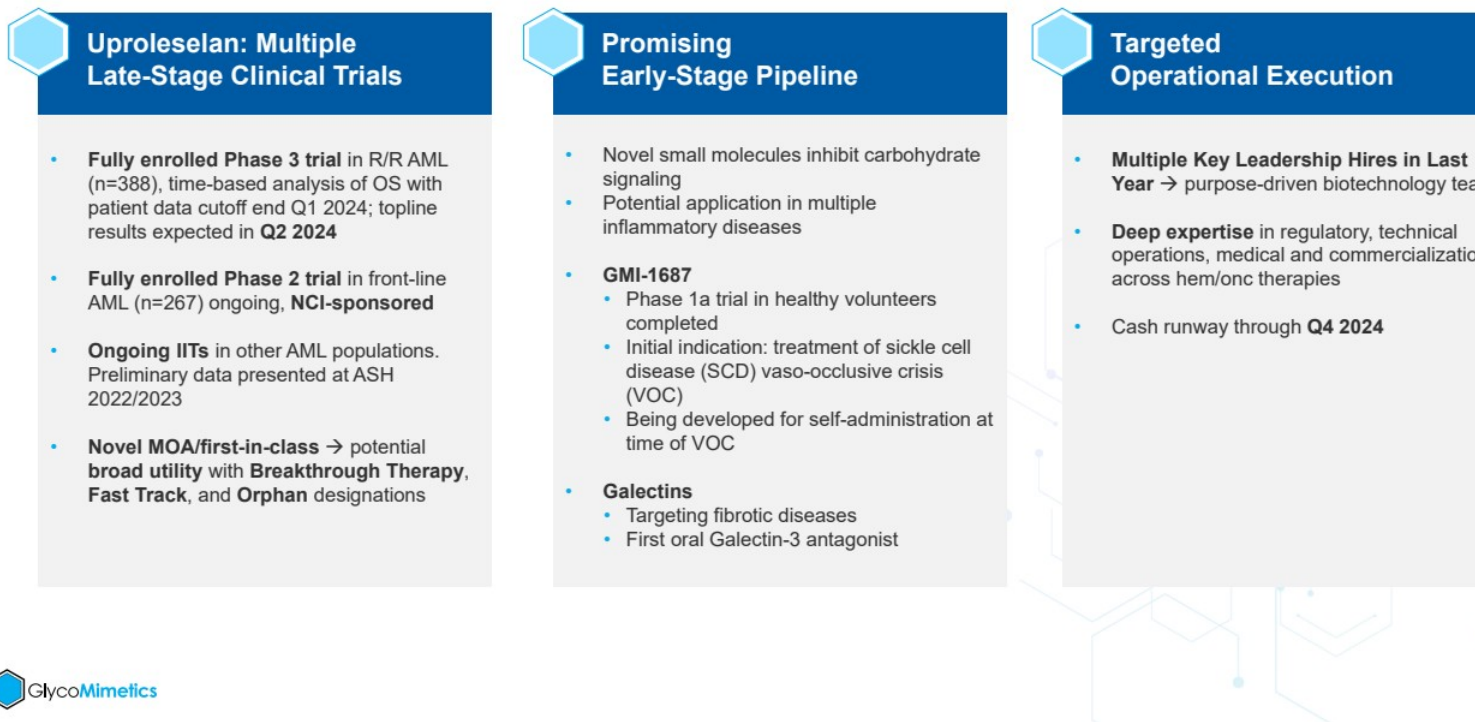 Uproleselan: Multiple
Late-Stage Clinical Trials
• Fully enrolled Phase 3 trial in R/R AML
(n=388), time-based analysis of OS with
patient data cutoff end Q1 2024; topline
results expected in Q2 2024
• Fully enrolled Phase 2 trial in front-line
AML (n=267) ongoing, NCI-sponsored
• Ongoing IITs in other AML populations.
Preliminary data presented at ASH
2022/2023
• Novel MOA/first-in-class → potential
broad utility with Breakthrough Therapy,
Fast Track, and Orphan designations
Promising
Early-Stage Pipeline
• Novel small molecules inhibit carbohydrate
signaling
• Potential application in multiple
inflammatory diseases
• GMI-1687
• Phase 1a trial in healthy volunteers
completed
• Initial indication: treatment of sickle cell
disease (SCD) vaso-occlusive crisis
(VOC)
• Being developed for self-administration at
time of VOC
• Galectins
• Targeting fibrotic diseases
• First oral Galectin-3 antagonist
Targeted
Operational Execution
• Multiple Key Leadership Hires in Last
Year → purpose-driven biotechnology
• Deep expertise in regulatory, technical
operations, medical and
across hem/onc therapies
• Cash runway through Q4 2024
GlycoMimetics